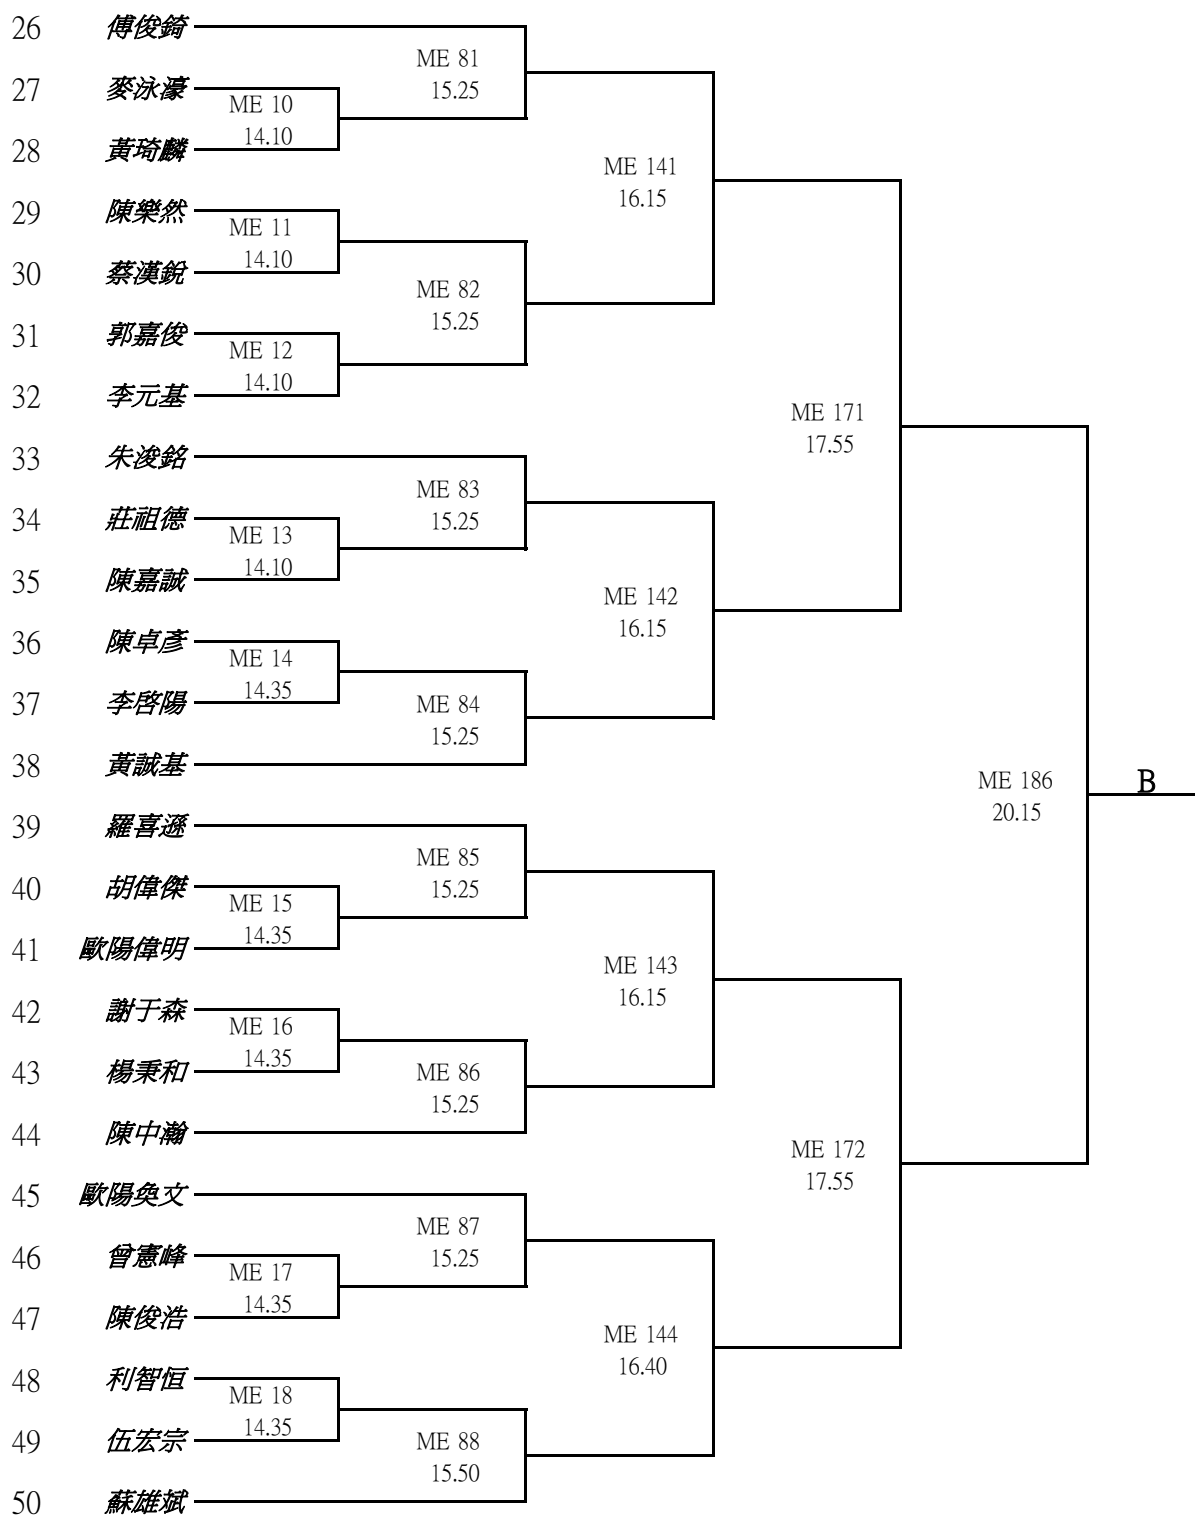 26 傅俊錡
ME 81
27 麥泳濠 15.25
ME 10
14.10
28 黃琦麟
ME 141
16.15
29 陳樂然
ME 11
14.10
30 蔡漢銳
ME 82
15.25
31 郭嘉俊
ME 12
14.10
32 李元基
ME 171
17.55
33 朱浚銘
ME 83
15.25
34 莊祖德
ME 13
14.10
35 陳嘉誠
ME 142
16.15
36 陳卓彥
ME 14
14.35
37 李啓陽
ME 84
15.25
38 黃誠基
ME 186
20.15
B
39 羅喜遜
ME 85
15.25
40 胡偉傑
ME 15
14.35
41 歐陽偉明
ME 143
16.15
42 謝于森
ME 16
14.35
43 楊秉和
ME 86
15.25
44 陳中瀚
ME 172
17.55
45 歐陽奐文
ME 87
15.25
46 曾憲峰
ME 17
14.35
47 陳俊浩
ME 144
16.40
48 利智恒
ME 18
14.35
49 伍宏宗
ME 88
15.50
50 蘇雄斌